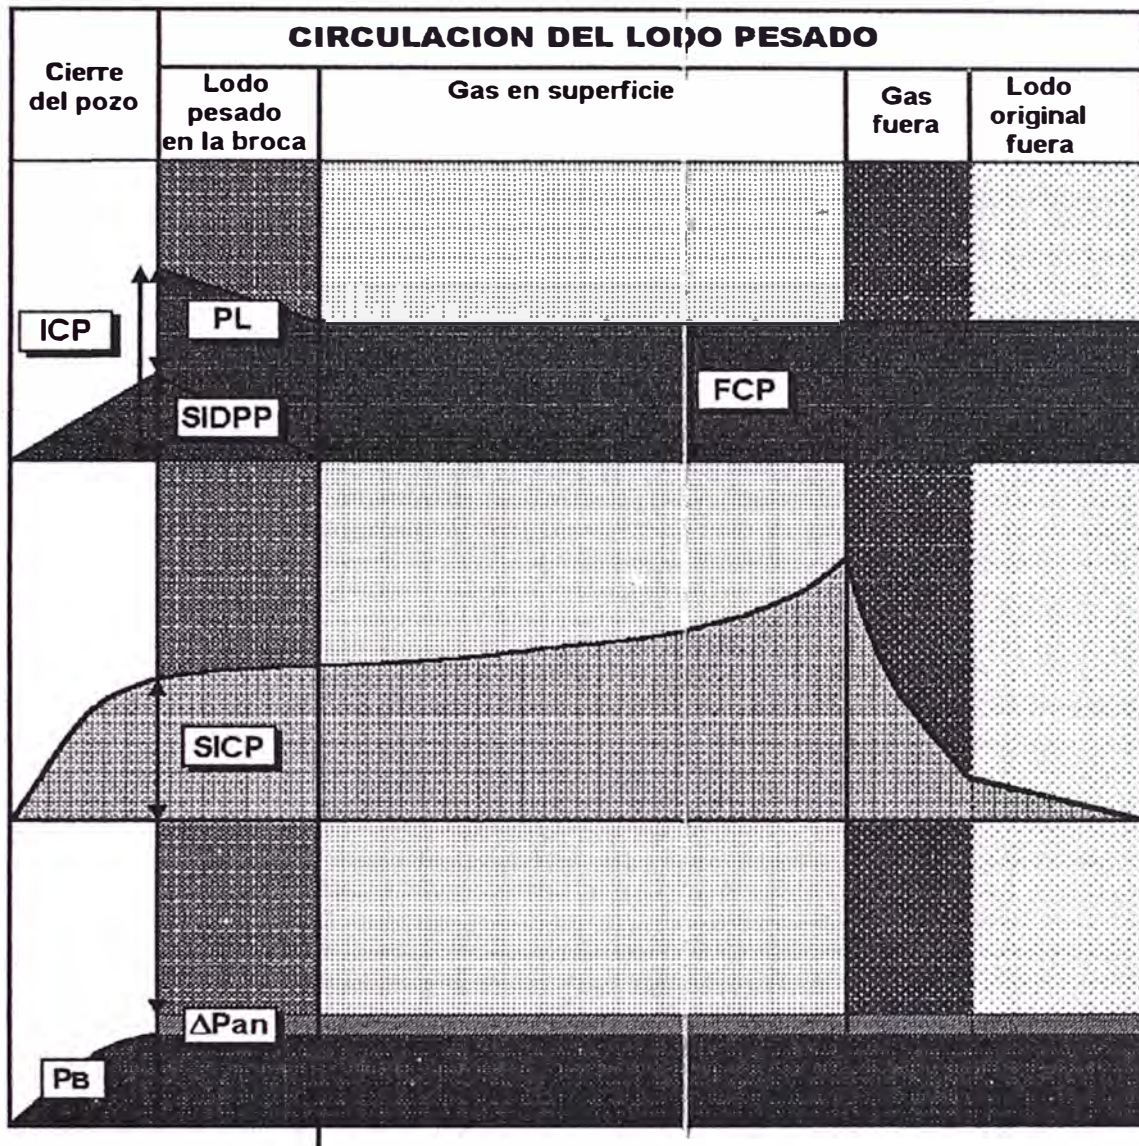 CIRCULACION DEL LODO PESADO
Cierre
del pozo
Lodo
pesado
en la broca
Gas en superficie
Gas
fuera
Lodo
original
fuera
ICP
PL
SIDPP
FCP
SICP
ΔPan
PB